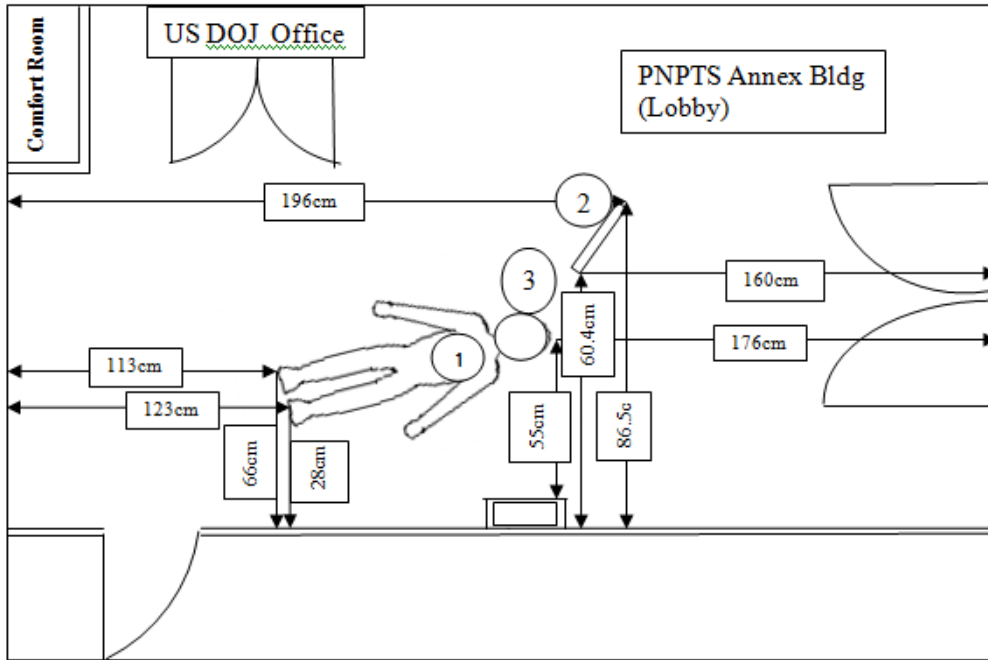 Comfort Room
US DOJ Office
PNPTS Annex Bldg
(Lobby)
196cm
2
3
160cm
60.4cm
176cm
1
113cm
123cm
55cm
86.5c
66cm
28cm